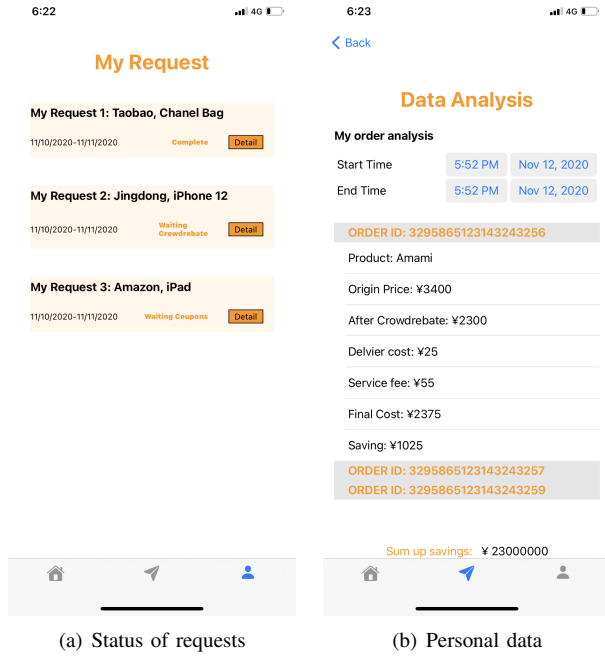 6:22
4G
My Request
My Request 1: Taobao, Chanel Bag
11/10/2020-11/11/2020 Complete Detail
My Request 2: Jingdong, iPhone 12
11/10/2020-11/11/2020 Waiting Crowdrebate Detail
My Request 3: Amazon, iPad
11/10/2020-11/11/2020 Waiting Coupons Detail
(a) Status of requests
6:23
4G
Back
Data Analysis
My order analysis
Start Time 5:52 PM Nov 12, 2020
End Time 5:52 PM Nov 12, 2020
ORDER ID: 3295865123143243256
Product: Amami
Origin Price: ¥3400
After Crowdrebate: ¥2300
Delvier cost: ¥25
Service fee: ¥55
Final Cost: ¥2375
Saving: ¥1025
ORDER ID: 3295865123143243257
ORDER ID: 3295865123143243259
Sum up savings: ¥ 23000000
(b) Personal data